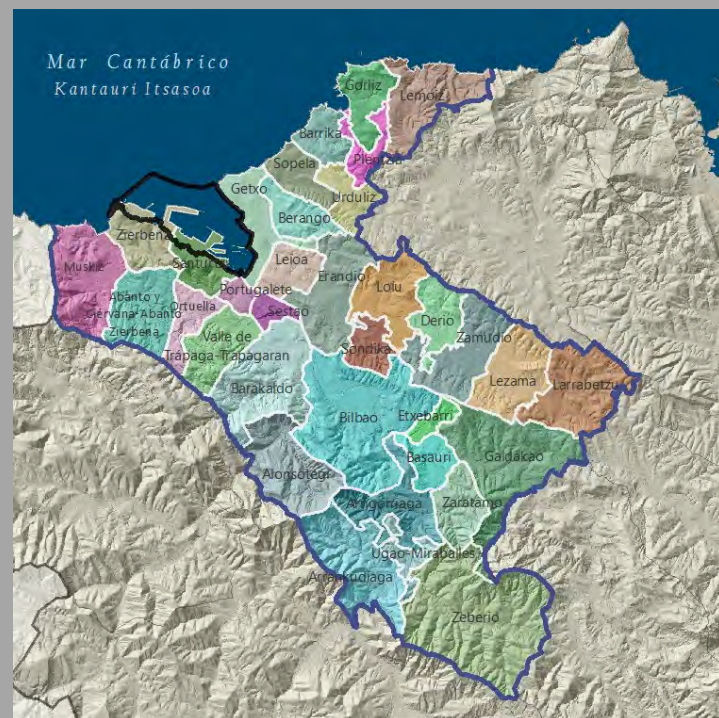 Mar Cantábrico
Kantauri Itsasoa
Gorliz
Lemoiz
Barrika
Plentzia
Sopela
Getxo
Urduliz
Berango
Zierbena
Muskiz
Santurtzi
Leioa
Erandio
Abanto y
Ciérvana-Abanto
Zierbena
Ortuella
Portugalete
Sestao
Loiu
Derio
Zamudio
Valle de
Trápaga-Trapagaran
Sondika
Lezama
Larrabetzu
Barakaldo
Bilbao
Etxebarri
Basauri
Galdakao
Alonsotegi
Arrigorriaga
Zaratamo
Ugao-Miraballes
Arrankudiaga
Zeberio